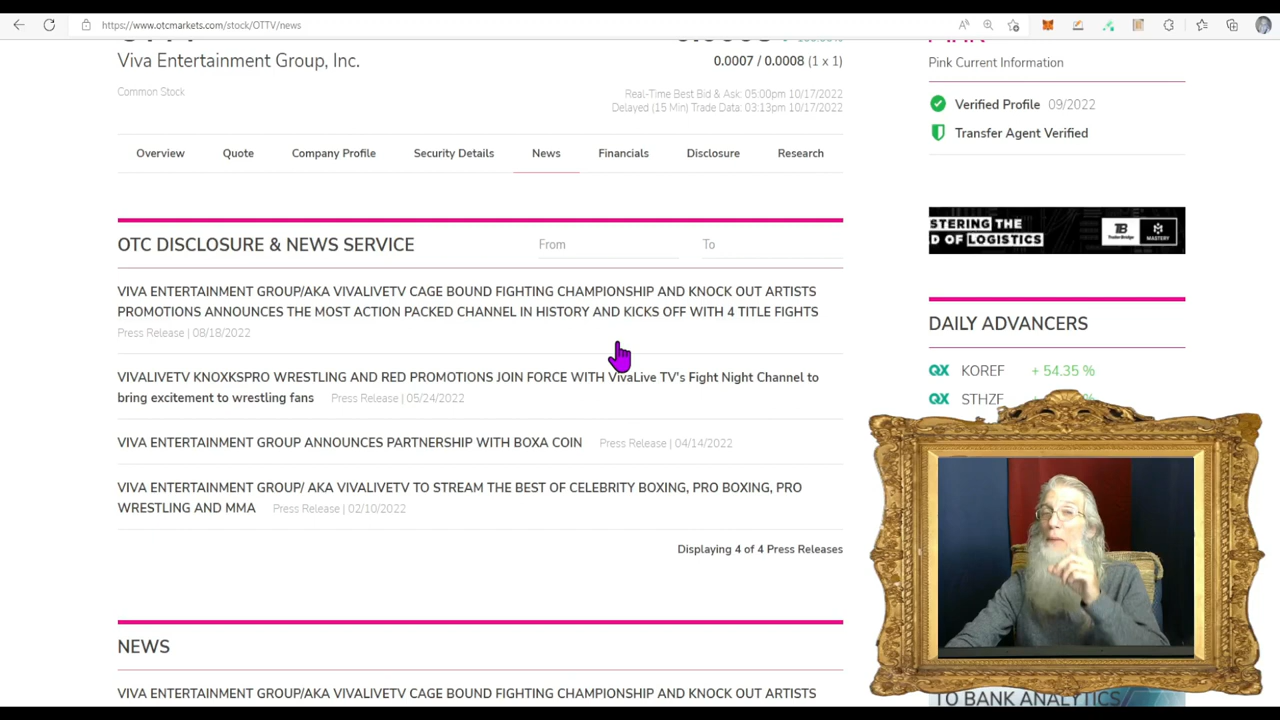 https://www.otcmarkets.com/stock/OTTV/news
Viva Entertainment Group, Inc.
0.0007 / 0.0008 (1 x 1)
Common Stock
Real-Time Best Bid & Ask: 05:00pm 10/17/2022
Delayed (15 Min) Trade Data: 03:13pm 10/17/2022
Pink Current Information
Verified Profile 09/2022
Transfer Agent Verified
Overview Quote Company Profile Security Details News Financials Disclosure Research
STERING THE
D OF LOGISTICS
TB
MASTERY
OTC DISCLOSURE & NEWS SERVICE From To
VIVA ENTERTAINMENT GROUP/AKA VIVALIVETV CAGE BOUND FIGHTING CHAMPIONSHIP AND KNOCK OUT ARTISTS
PROMOTIONS ANNOUNCES THE MOST ACTION PACKED CHANNEL IN HISTORY AND KICKS OFF WITH 4 TITLE FIGHTS
Press Release | 08/18/2022
VIVALIVETV KNOXKSPRO WRESTLING AND RED PROMOTIONS JOIN FORCE WITH VivaLive TV's Fight Night Channel to
bring excitement to wrestling fans Press Release | 05/24/2022
VIVA ENTERTAINMENT GROUP ANNOUNCES PARTNERSHIP WITH BOXA COIN Press Release | 04/14/2022
VIVA ENTERTAINMENT GROUP/ AKA VIVALIVETV TO STREAM THE BEST OF CELEBRITY BOXING, PRO BOXING, PRO
WRESTLING AND MMA Press Release | 02/10/2022
Displaying 4 of 4 Press Releases
DAILY ADVANCERS
QX KOREF + 54.35 %
QX STHZF
NEWS
VIVA ENTERTAINMENT GROUP/AKA VIVALIVETV CAGE BOUND FIGHTING CHAMPIONSHIP AND KNOCK OUT ARTISTS
TO BANK ANALYTICS